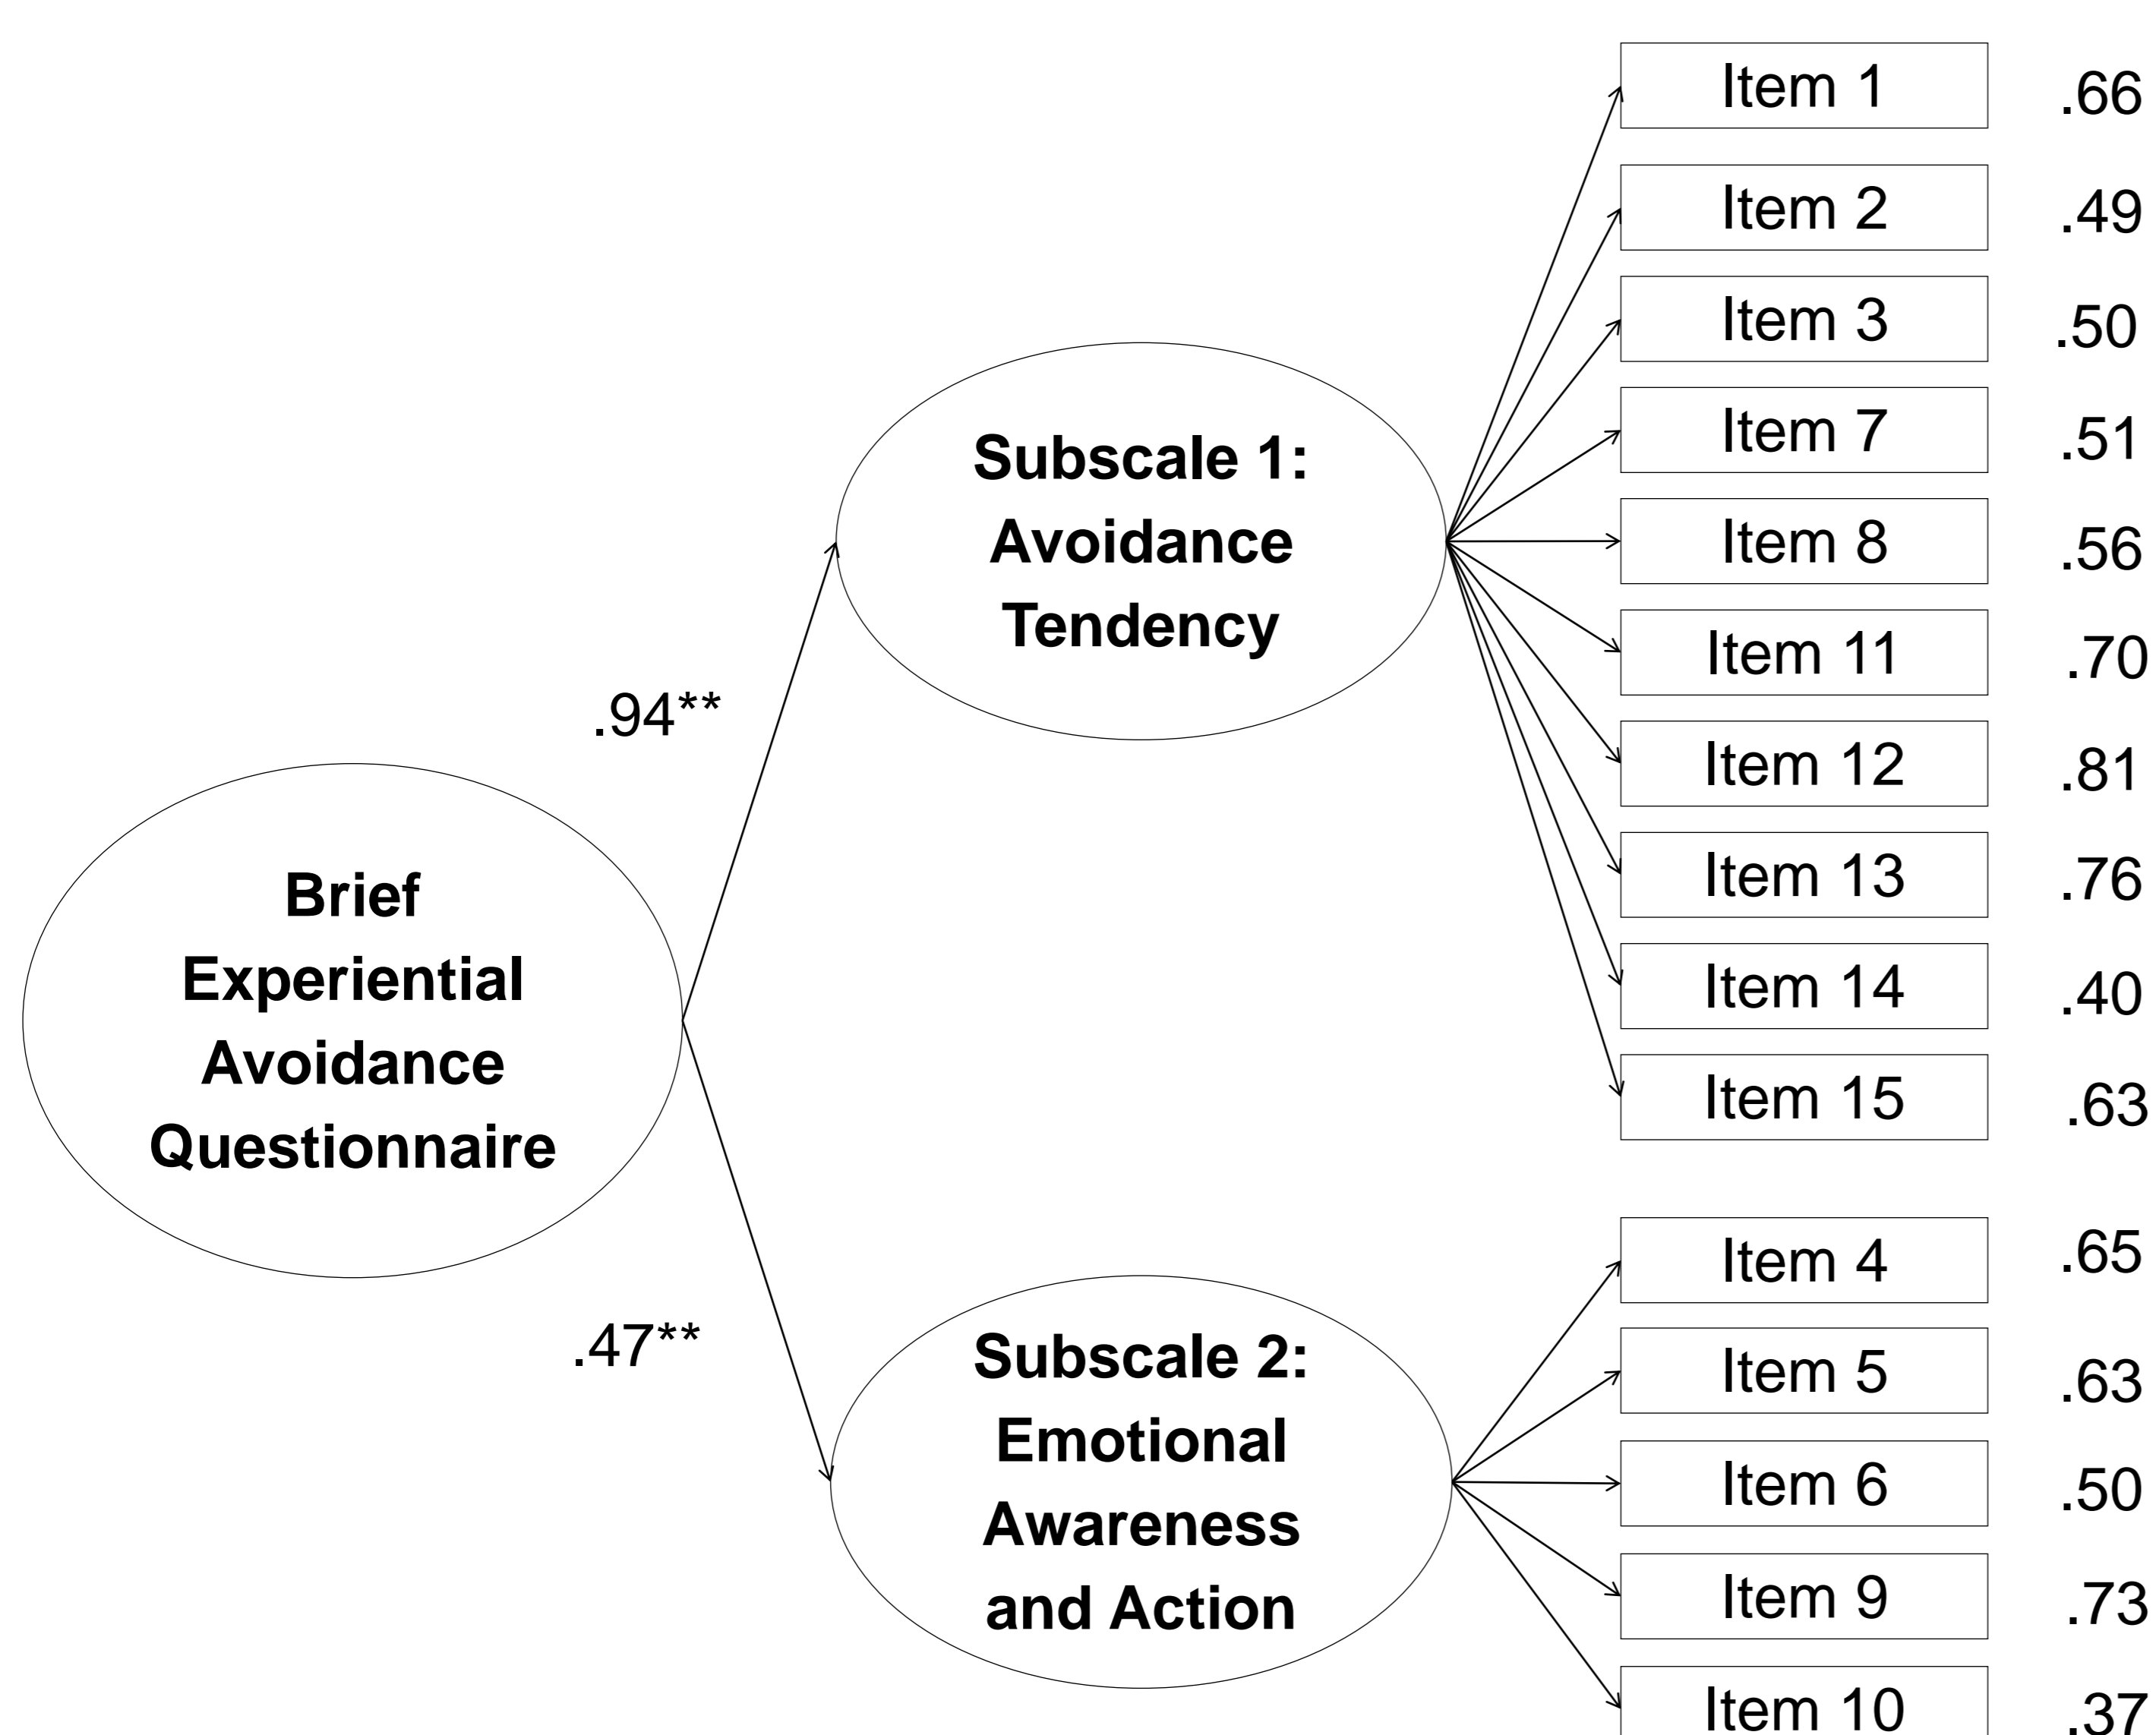 Item 1 .66
Item 2 .49
Item 3 .50
Item 7 .51
Item 8 .56
Item 11 .70
Item 12 .81
Item 13 .76
Item 14 .40
Item 15 .63
Subscale 1:
Avoidance
Tendency
.94**
Brief
Experiential
Avoidance
Questionnaire
.47**
Subscale 2:
Emotional
Awareness
and Action
Item 4 .65
Item 5 .63
Item 6 .50
Item 9 .73
Item 10 .37